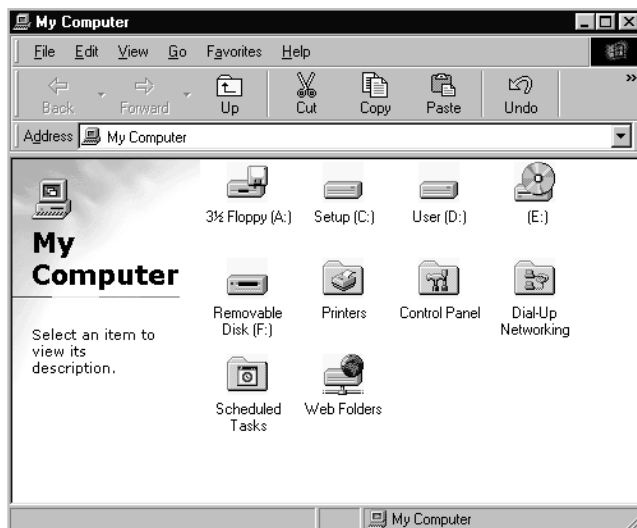 My Computer
File Edit View Go Favorites Help
Back Forward Up Cut Copy Paste Undo »
Address My Computer
3½ Floppy (A:) Setup (C:) User (D:) (E:)
My
Computer
Removable
Disk (F:)
Printers Control Panel Dial-Up
Networking
Select an item to
view its
description.
Scheduled
Tasks
Web Folders
My Computer